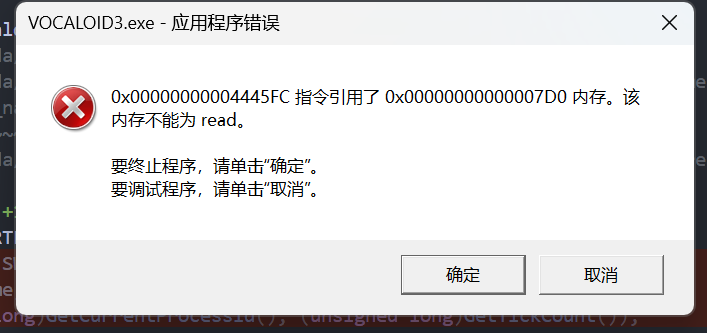 VOCALOID3.exe - 应用程序错误
0x00000000004445FC 指令引用了 0x00000000000007D0 内存。该
内存不能为 read。
要终止程序，请单击“确定”。
要调试程序，请单击“取消”。
确定
取消
long)GetCurrentProcessId(), (unsigned long)GetTickCount());